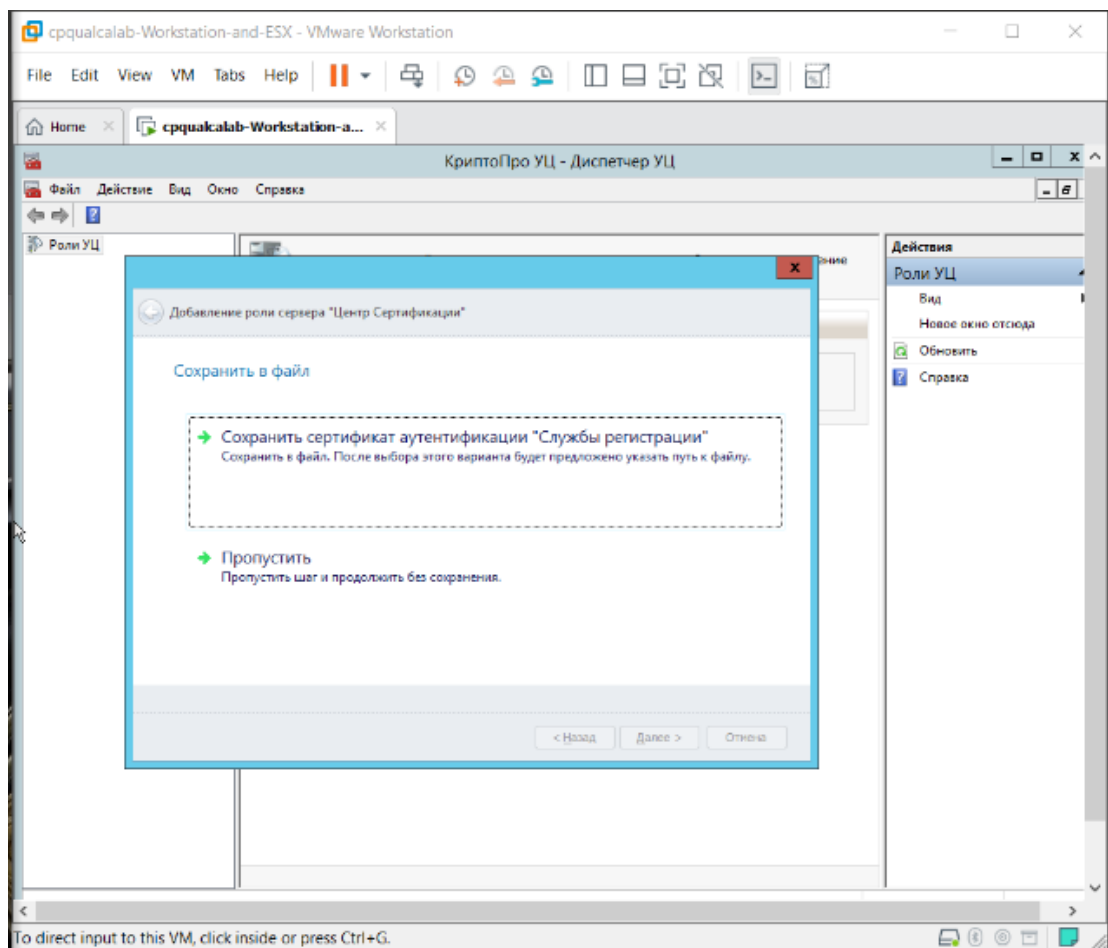 cpqualcalab-Workstation-and-ESX - VMware Workstation
File Edit View VM Tabs Help
Home
cpqualcalab-Workstation-a...
КриптоПро УЦ - Диспетчер УЦ
Файл Действие Вид Окно Справка
Роли УЦ
ение
Добавление роли сервера "Центр Сертификации"
Сохранить в файл
Сохранить сертификат аутентификации "Службы регистрации"
Сохранить в файл. После выбора этого варианта будет предложено указать путь к файлу.
Пропустить
Пропустить шаг и продолжить без сохранения.
< Назад Далее > Отмена
Действия
Роли УЦ
Вид
Новое окно отсюда
Обновить
Справка
To direct input to this VM, click inside or press Ctrl+G.